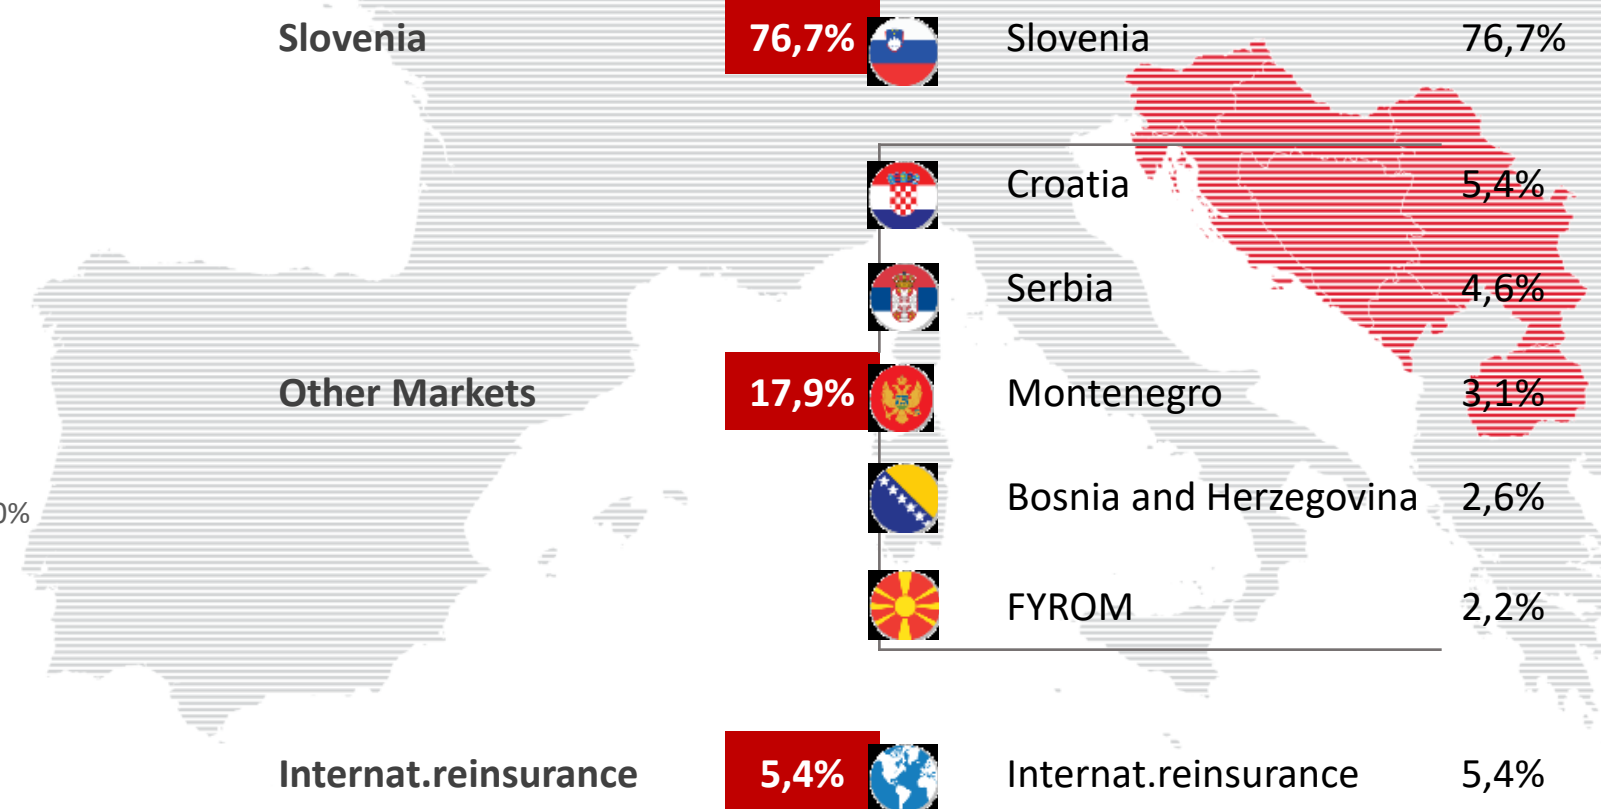 Slovenia 76,7% Slovenia 76,7%
Croatia 5,4%
Serbia 4,6%
Other Markets 17,9% Montenegro 3,1%
Bosnia and Herzegovina 2,6%
0%
FYROM 2,2%
Internat.reinsurance 5,4% Internat.reinsurance 5,4%